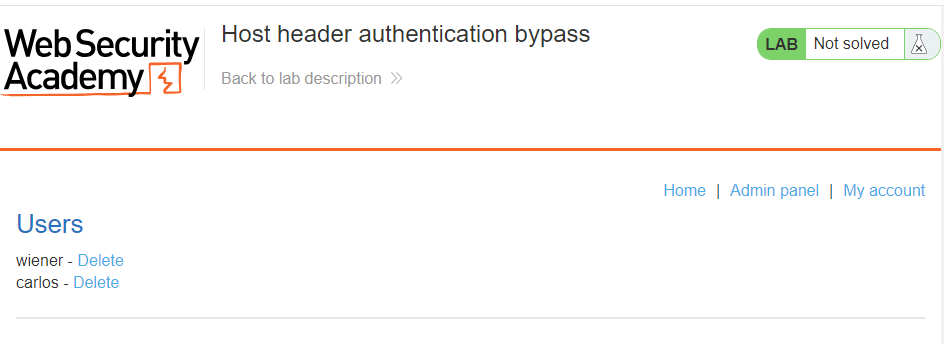 Web Security
Academy
Host header authentication bypass
Back to lab description
LAB Not solved
Home | Admin panel | My account
Users
wiener - Delete
carlos - Delete